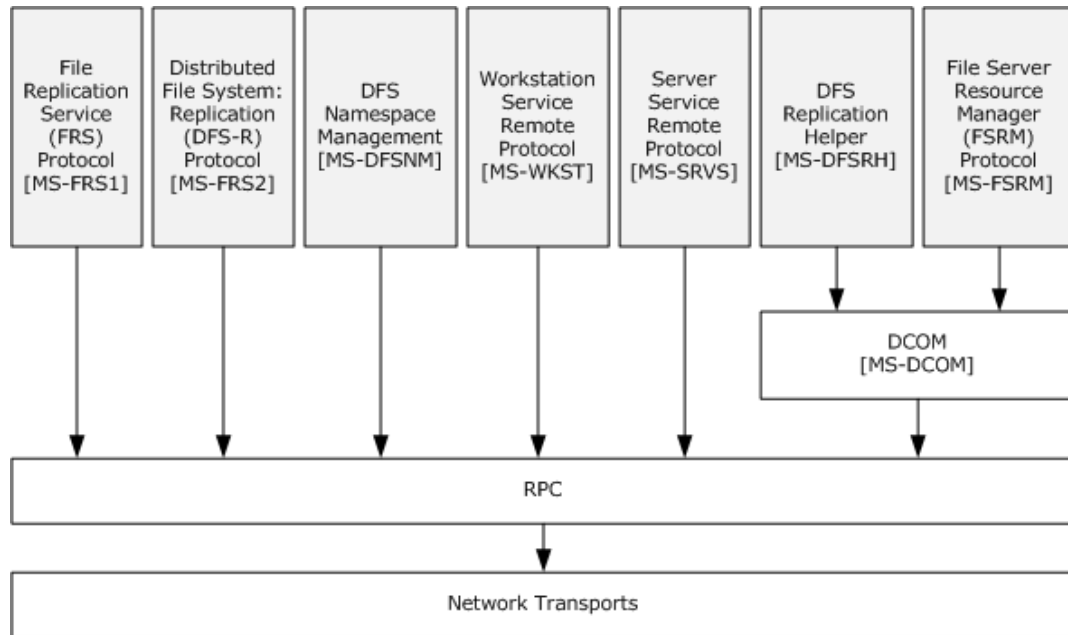 File
Replication
Service
(FRS)
Protocol
[MS-FRS1]
Distributed
File System:
Replication
(DFS-R)
Protocol
[MS-FRS2]
DFS
Namespace
Management
[MS-DFSNM]
Workstation
Service
Remote
Protocol
[MS-WKST]
Server
Service
Remote
Protocol
[MS-SRVS]
DFS
Replication
Helper
[MS-DFSRH]
File Server
Resource
Manager
(FSRM)
Protocol
[MS-FSRM]
DCOM
[MS-DCOM]
RPC
Network Transports